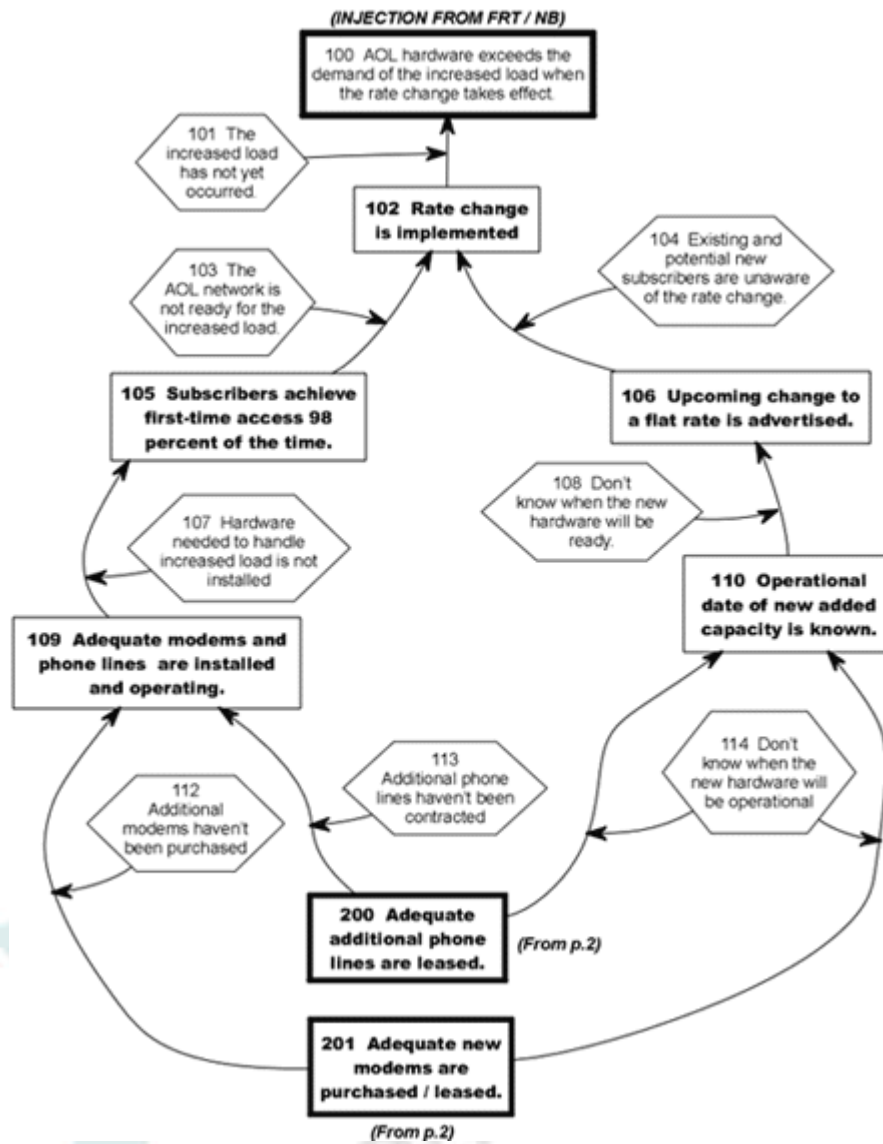 (INJECTION FROM FRT / NB)
100 AOL hardware exceeds the
demand of the increased load when
the rate change takes effect.
101 The
increased load
has not yet
occurred.
102 Rate change
is implemented
103 The
AOL network is
not ready for the
increased load.
104 Existing and
potential new
subscribers are unaware
of the rate change.
105 Subscribers achieve
first-time access 98
percent of the time.
106 Upcoming change to
a flat rate is advertised.
107 Hardware
needed to handle
increased load is not
installed
108 Don't
know when the new
hardware will be
ready.
109 Adequate modems and
phone lines are installed
and operating.
110 Operational
date of new added
capacity is known.
112
Additional
modems haven't
been purchased
113
Additional phone
lines haven't been
contracted
114 Don't
know when the
new hardware will
be operational
200 Adequate
additional phone
lines are leased.
(From p.2)
201 Adequate new
modems are
purchased / leased.
(From p.2)